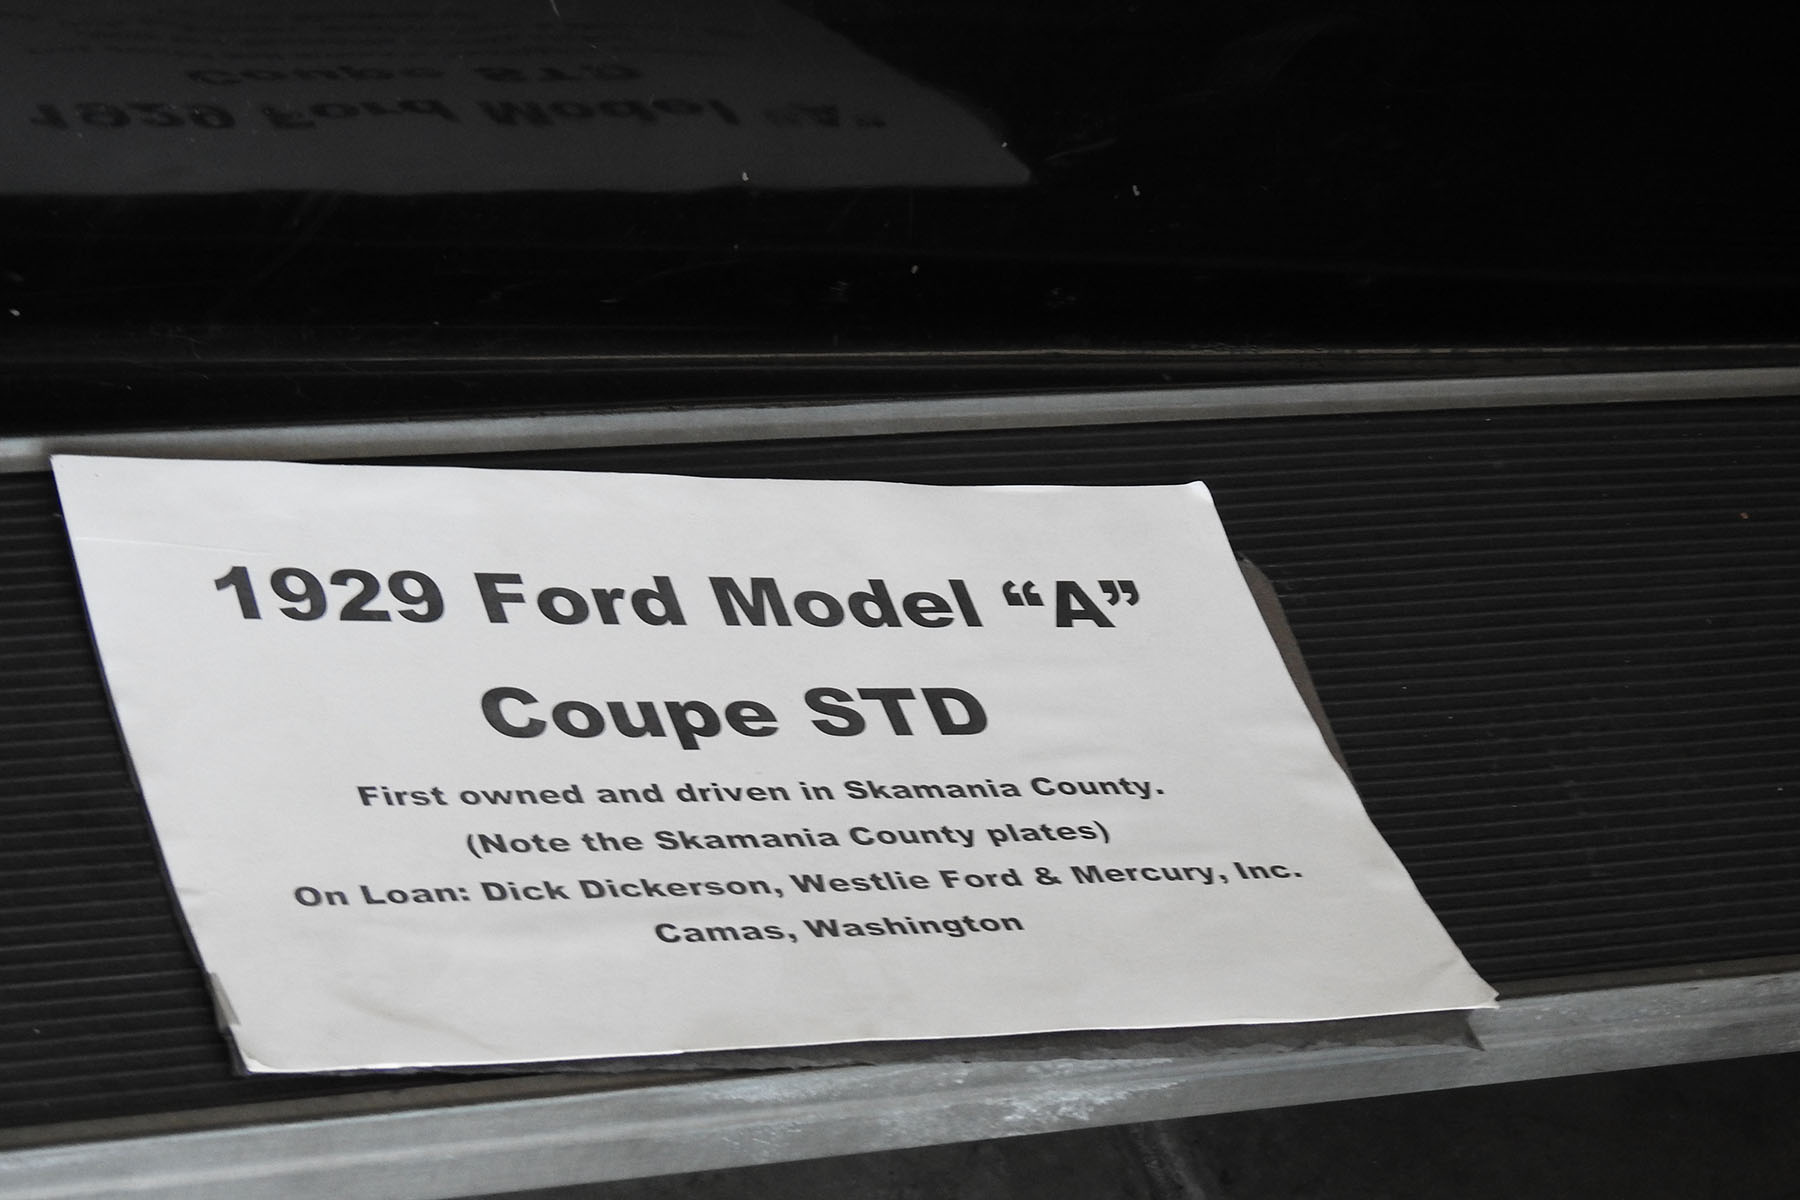 1929 Ford Model “A”
Coupe STD
First owned and driven in Skamania County.
(Note the Skamania County plates)
On Loan: Dick Dickerson, Westlie Ford & Mercury, Inc.
Camas, Washington